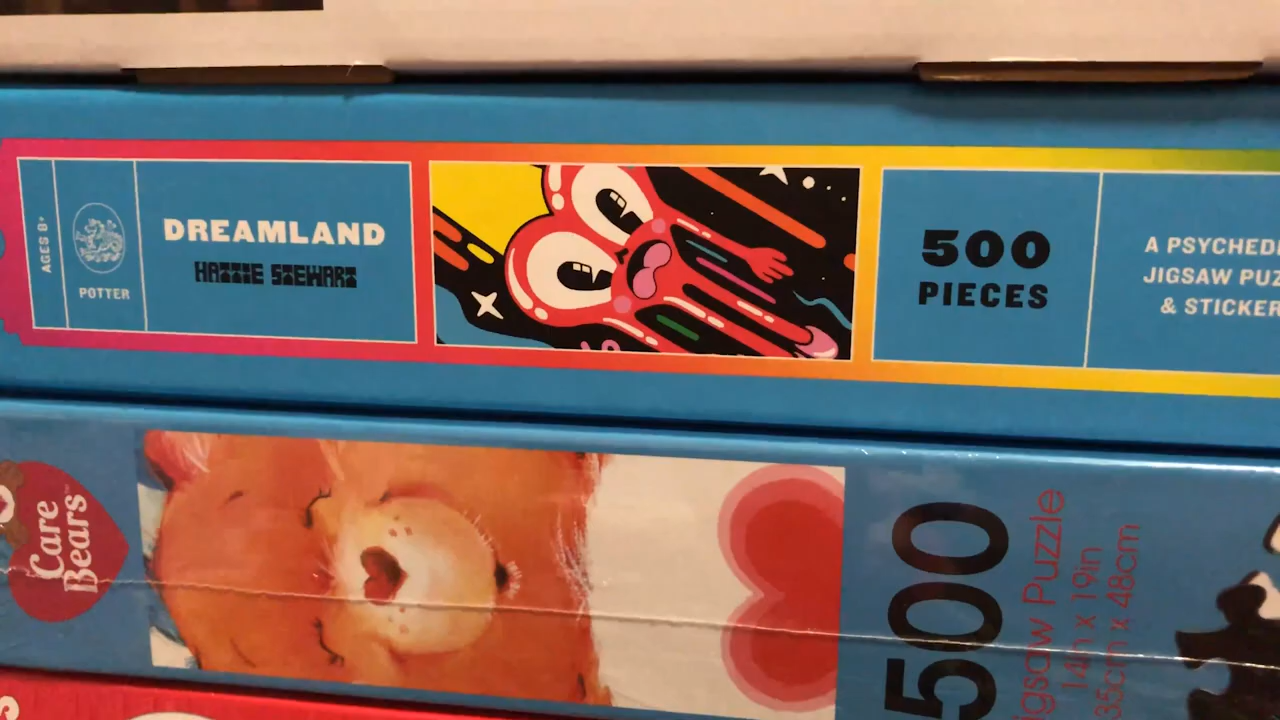 AGES 8+
POTTER
DREAMLAND
HATTIE STEWART
500
PIECES
A PSYCHEDE
JIGSAW PUZ
& STICKER
Care
Bears
500
Jigsaw Puzzle
14in x 19in
35cm x 48cm